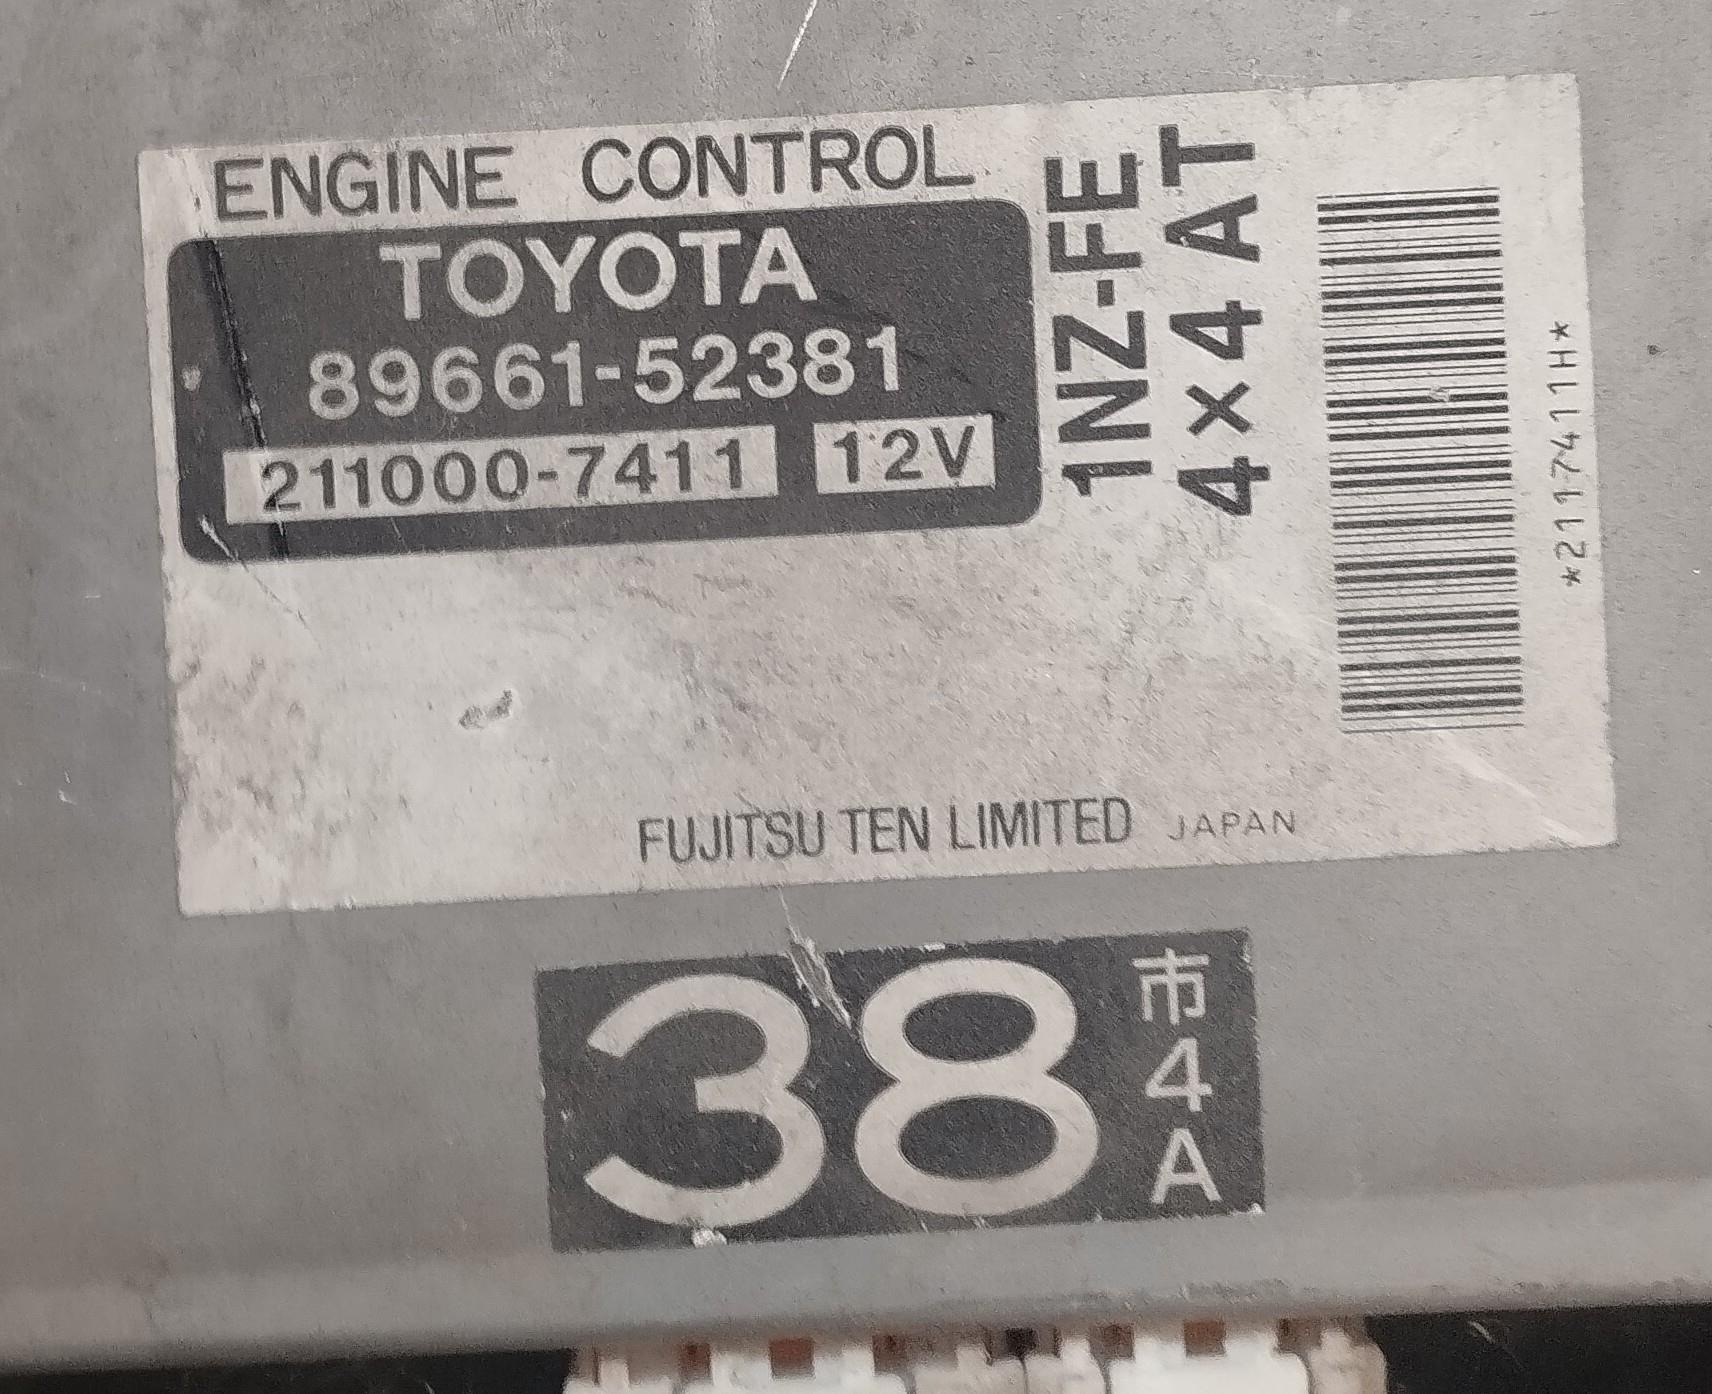 ENGINE CONTROL
TOYOTA
89661-52381
211000-7411 12V
1NZ-FE
4×4 AT
*2117411H*
FUJITSU TEN LIMITED JAPAN
38
市
4
A